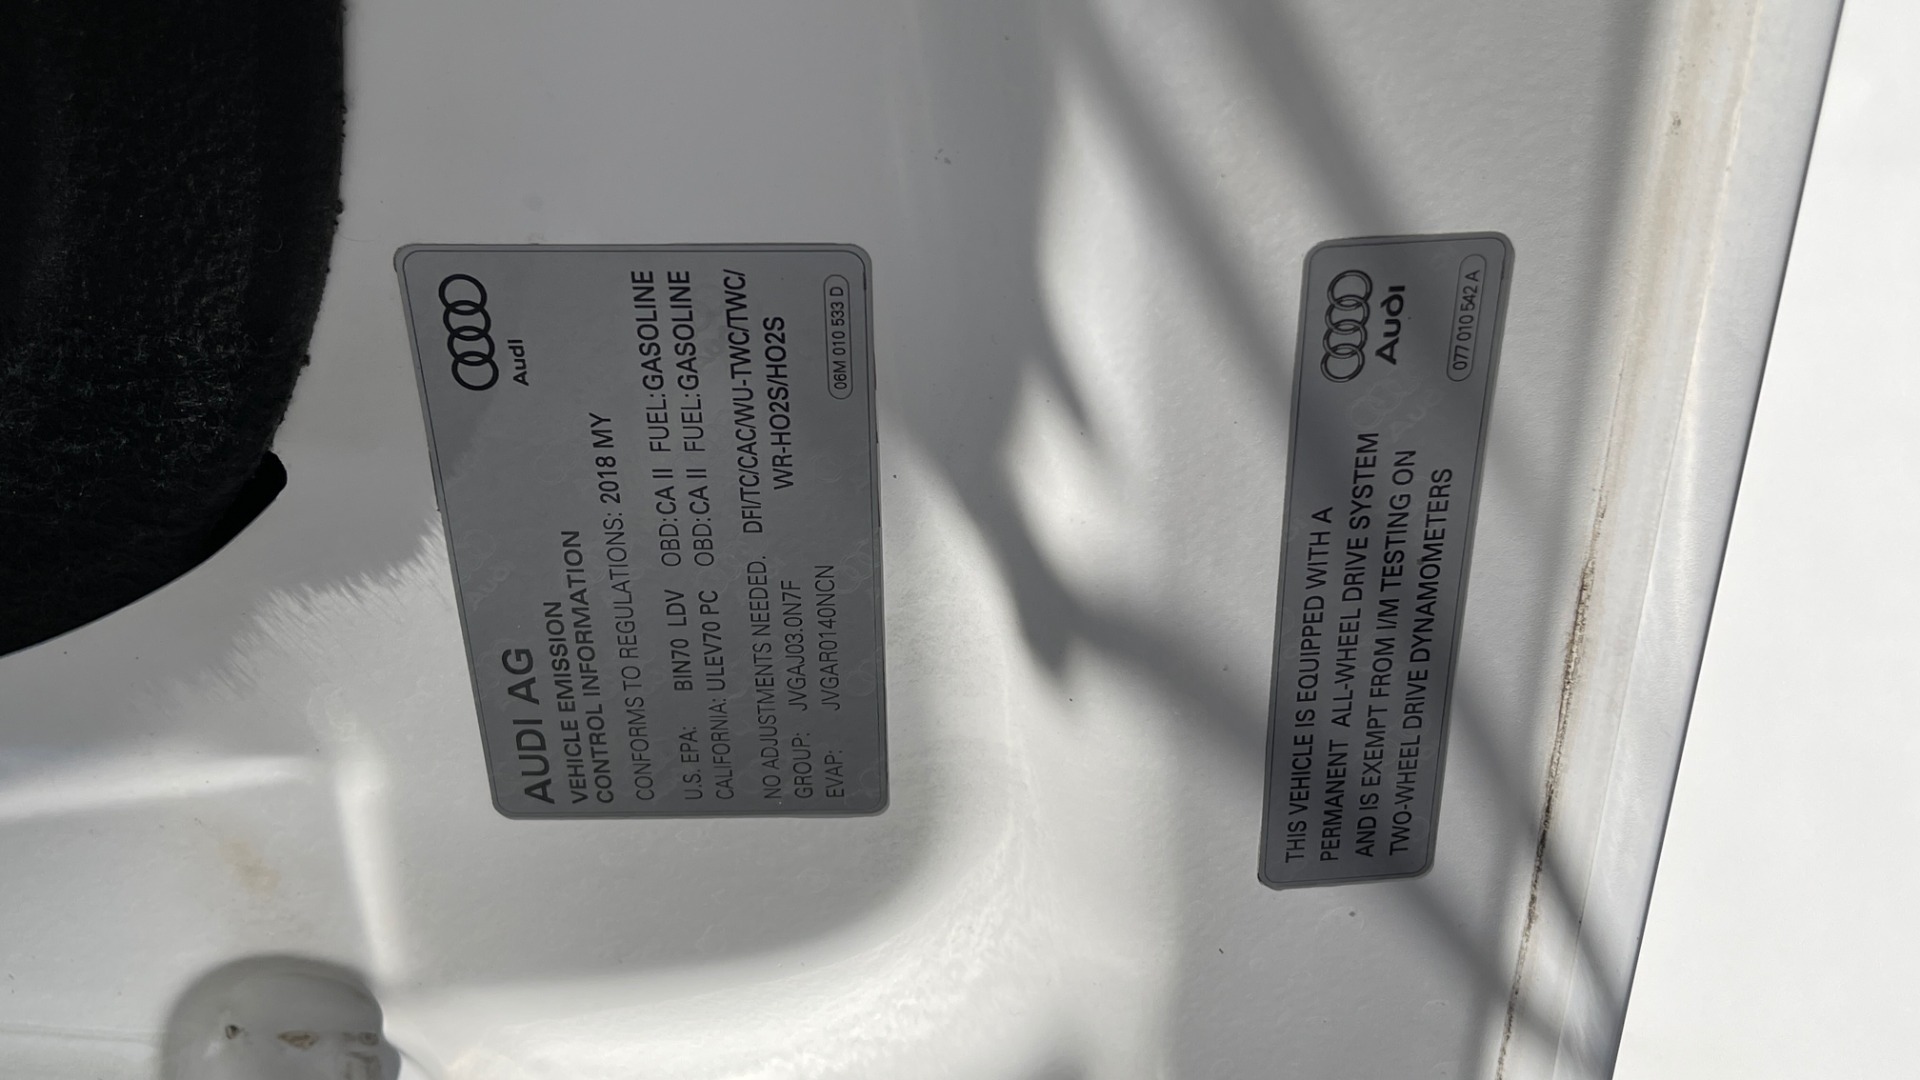 AUDI AG
VEHICLE EMISSION
CONTROL INFORMATION
Audi
CONFORMS TO REGULATIONS: 2018 MY
U.S. EPA: BIN70 LDV OBD:CA II FUEL:GASOLINE
CALIFORNIA: ULEV70 PC OBD:CA II FUEL:GASOLINE
NO ADJUSTMENTS NEEDED. DFI/TC/CAC/WU-TWC/TWC/
GROUP: JVGAJ03.0N7F WR-HO2S/HO2S
EVAP: JVGAR0140NCN
06M 010 533 D
THIS VEHICLE IS EQUIPPED WITH A
PERMANENT ALL-WHEEL DRIVE SYSTEM
AND IS EXEMPT FROM I/M TESTING ON
TWO-WHEEL DRIVE DYNAMOMETERS
Audi
077 010 542 A